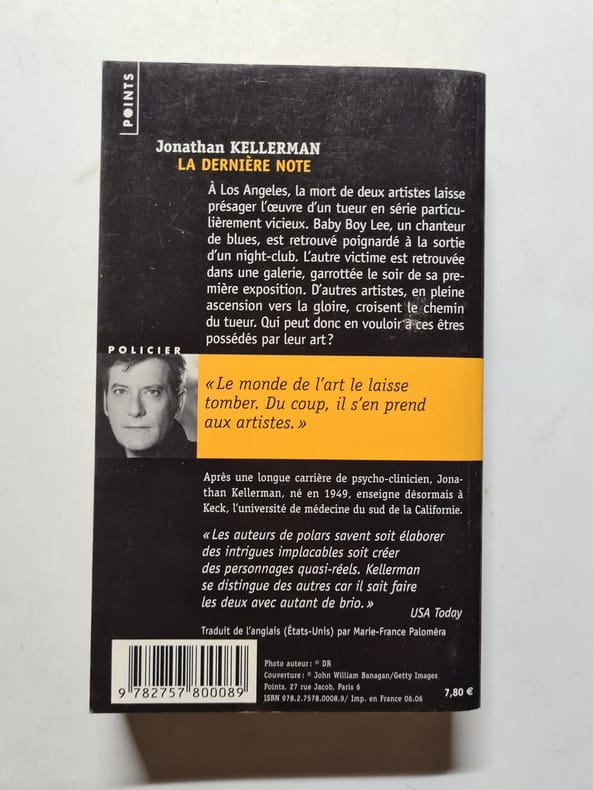 POINTS
Jonathan KELLERMAN
LA DERNIÈRE NOTE
À Los Angeles, la mort de deux artistes laisse
présager l'œuvre d'un tueur en série particu-
lièrement vicieux. Baby Boy Lee, un chanteur
de blues, est retrouvé poignardé à la sortie
d'un night-club. L'autre victime est retrouvée
dans une galerie, garrottée le soir de sa pre-
mière exposition. D'autres artistes, en pleine
ascension vers la gloire, croisent le chemin
du tueur. Qui peut donc en vouloir à ces êtres
possédés par leur art ?
POLICIER
« Le monde de l'art le laisse
tomber. Du coup, il s'en prend
aux artistes. »
Après une longue carrière de psycho-clinicien, Jona-
than Kellerman, né en 1949, enseigne désormais à
Keck, l'université de médecine du sud de la Californie.
« Les auteurs de polars savent soit élaborer
des intrigues implacables soit créer
des personnages quasi-réels. Kellerman
se distingue des autres car il sait faire
les deux avec autant de brio. »
USA Today
Traduit de l'anglais (États-Unis) par Marie-France Paloméra
Photo auteur : © DR
Couverture : © John William Banagan/Getty Images
Points, 27 rue Jacob, Paris 6
ISBN 978.2.7578.0008.9/ Imp. en France 06.06
7,80 €
9 782757 800089